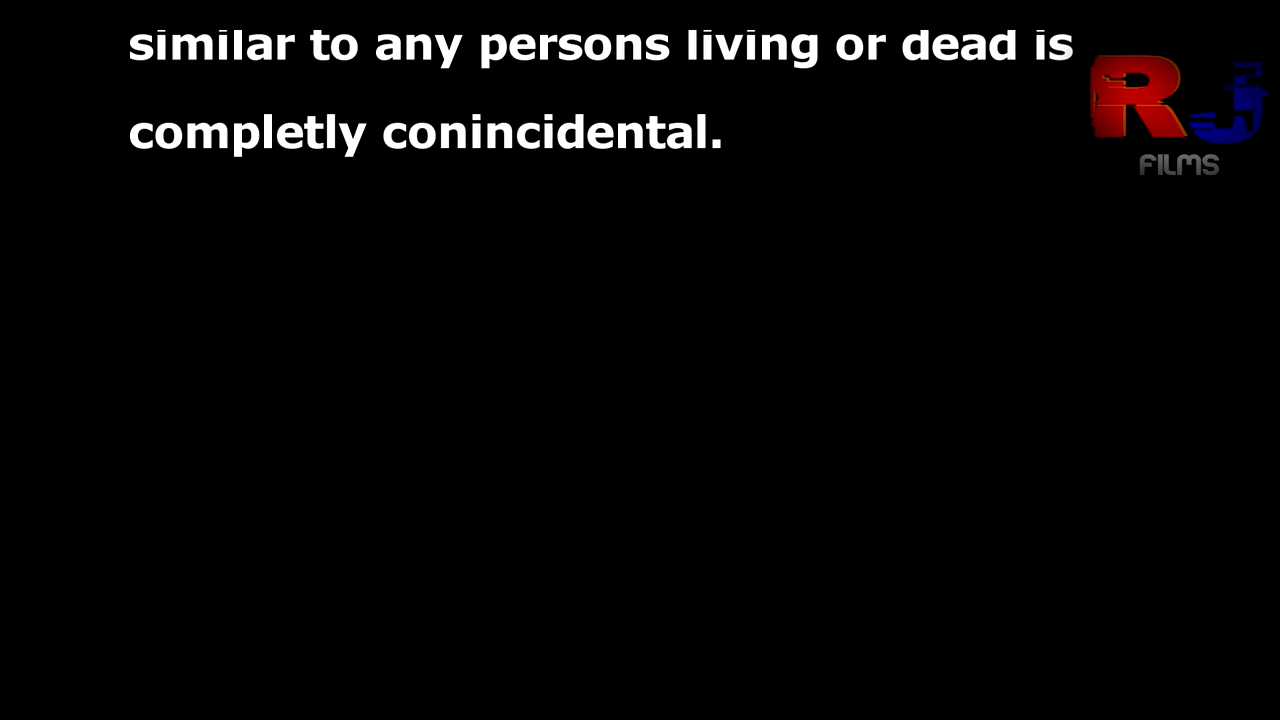 similar to any persons living or dead is
completly conincidental.
RJ
FILMS